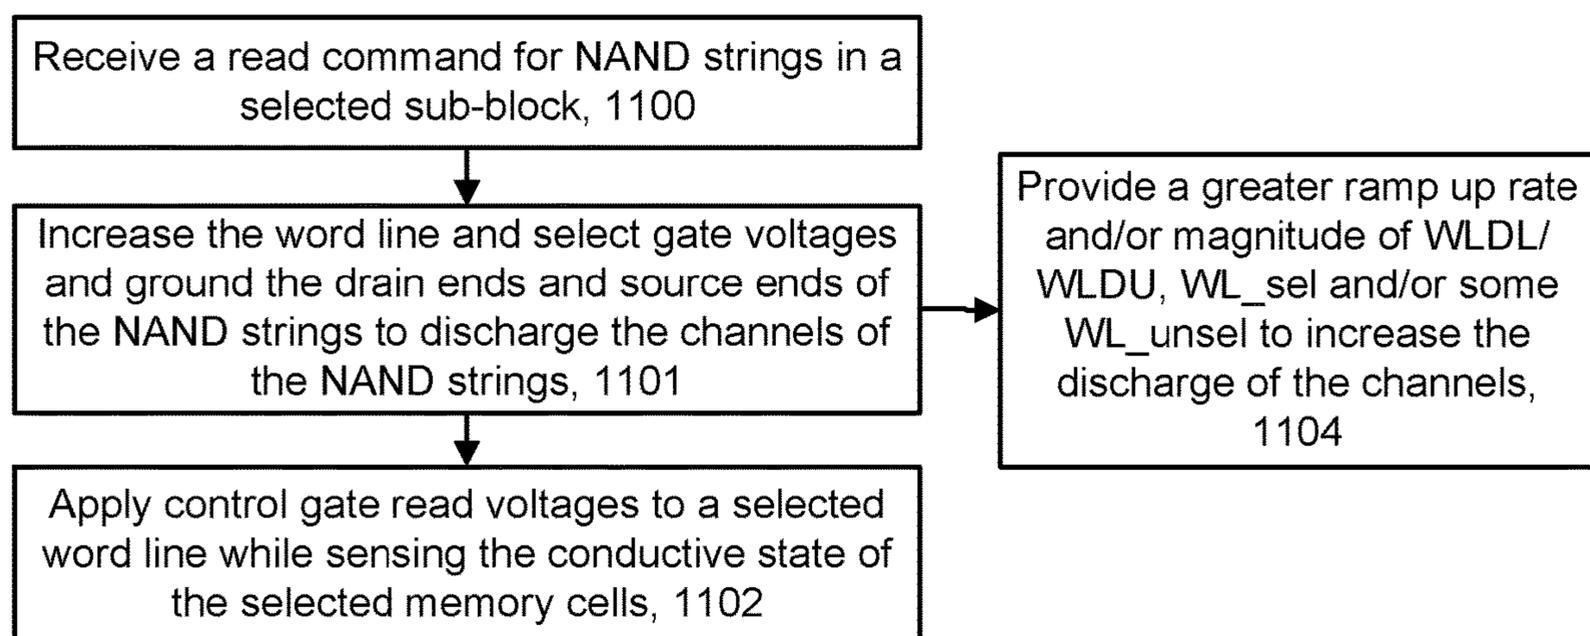 Receive a read command for NAND strings in a
selected sub-block, 1100
Increase the word line and select gate voltages
and ground the drain ends and source ends of
the NAND strings to discharge the channels of
the NAND strings, 1101
Provide a greater ramp up rate
and/or magnitude of WLDL/
WLDU, WL_sel and/or some
WL_unsel to increase the
discharge of the channels,
1104
Apply control gate read voltages to a selected
word line while sensing the conductive state of
the selected memory cells, 1102